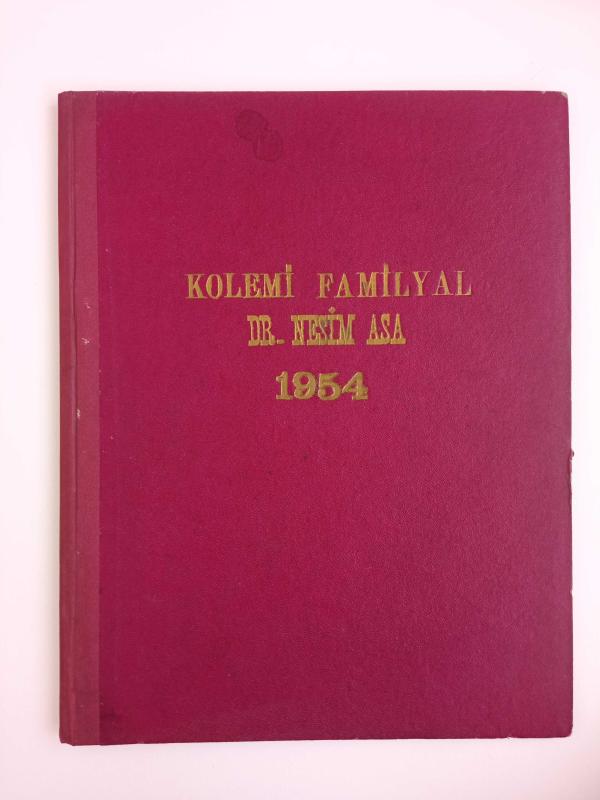 KOLEMİ FAMİLYAL
DR. NESİM ASA
1954